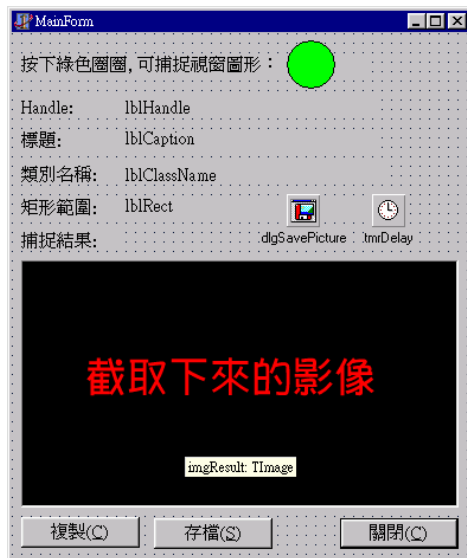 MainForm
按下綠色圈圈,可捕捉視窗圖形：
Handle: lblHandle
標題: lblCaption
類別名稱: lblClassName
矩形範圍: lblRect
捕捉結果: dlgSavePicture tmrDelay
截取下來的影像
imgResult: TImage
複製(C) 存檔(S) 關閉(C)